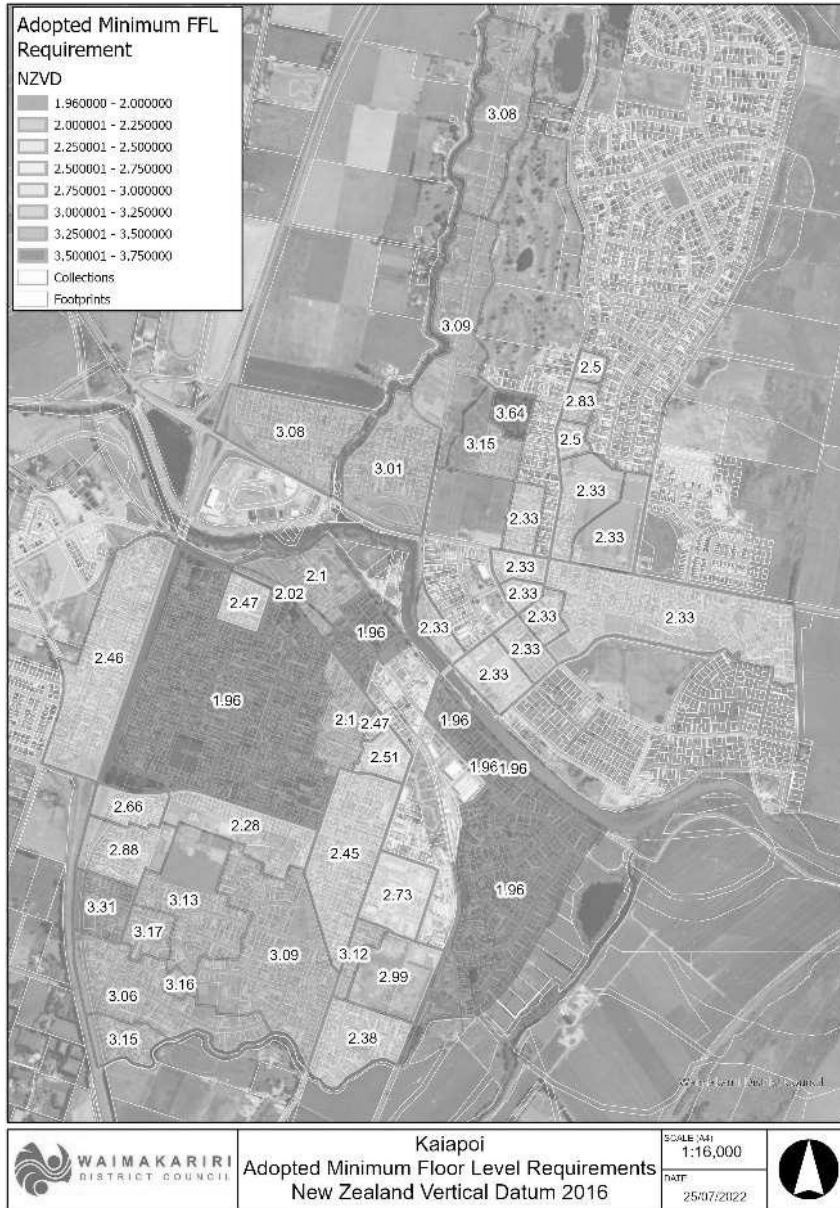 Adopted Minimum FFL
Requirement
NZVD
1.960000 - 2.000000
2.000001 - 2.250000
2.250001 - 2.500000
2.500001 - 2.750000
2.750001 - 3.000000
3.000001 - 3.250000
3.250001 - 3.500000
3.500001 - 3.750000
Collections
Footprints
3.08
3.09
2.5
2.83
3.64
3.08
3.15
2.5
3.01
2.33
2.33
2.33
2.1
2.33
2.02
2.47
2.33
2.33
2.33
2.33
1.96
2.46
2.33
2.33
1.96
2.1
2.47
1.96
2.51
1.96
1.96
2.66
2.28
2.88
2.45
1.96
2.73
3.31
3.13
3.17
3.09
3.12
2.99
3.16
3.06
2.38
3.15
Waimakariri District Council
WAIMAKARIRI
DISTRICT COUNCIL
Kaiapoi
Adopted Minimum Floor Level Requirements
New Zealand Vertical Datum 2016
SCALE (A4)
1:16,000
DATE
25/07/2022